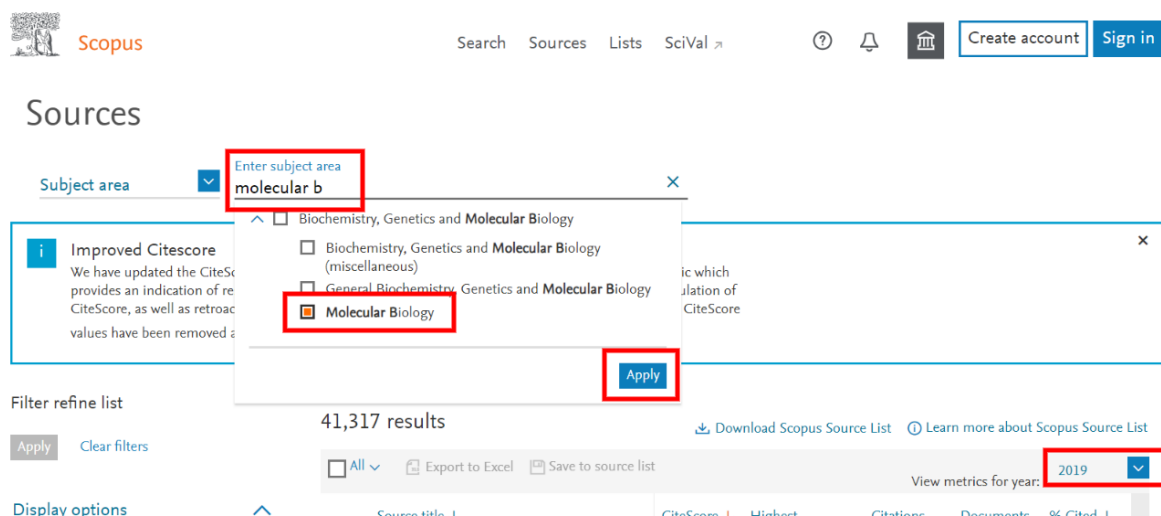 Scopus
Search Sources Lists SciVal
Create account
Sign in
Sources
Subject area
Enter subject area
molecular b
Biochemistry, Genetics and Molecular Biology
Biochemistry, Genetics and Molecular Biology
(miscellaneous)
General Biochemistry, Genetics and Molecular Biology
Molecular Biology
Apply
Improved Citescore
We have updated the CiteSc
ic which
provides an indication of re
ulation of
CiteScore, as well as retroac
CiteScore
values have been removed a
Filter refine list
Apply Clear filters
41,317 results
Download Scopus Source List Learn more about Scopus Source List
All Export to Excel Save to source list
View metrics for year: 2019
Display options
Source title CiteScore Highest Citations Documents % Cited